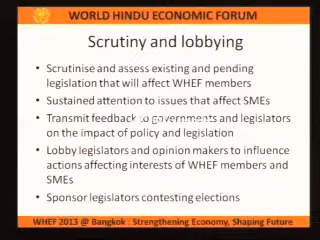 WORLD HINDU ECONOMIC FORUM
Scrutiny and lobbying
• Scrutinise and assess existing and pending
legislation that will affect WHEF members
• Sustained attention to issues that affect SMEs
• Transmit feedback to governments and legislators
on the impact of policy and legislation
• Lobby legislators and opinion makers to influence
actions affecting interests of WHEF members and
SMEs
• Sponsor legislators contesting elections
WHEF 2013 @ Bangkok : Strengthening Economy, Shaping Future